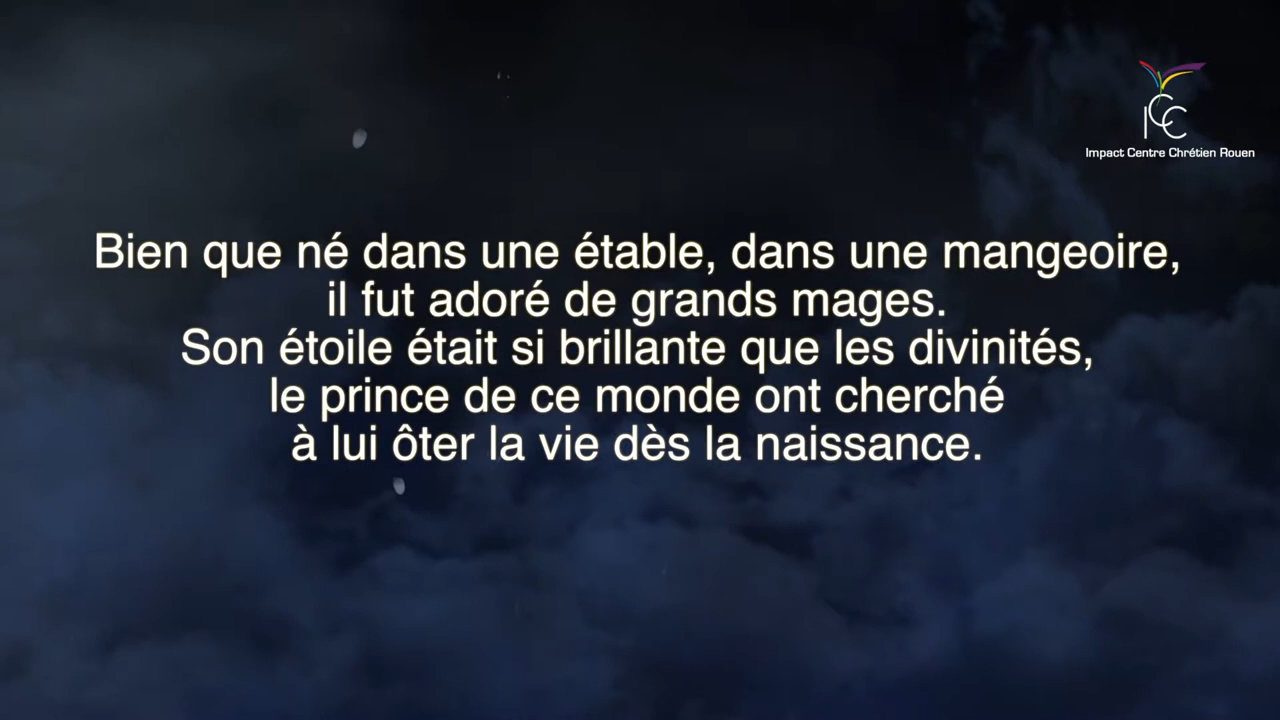 ICC
Impact Centre Chrétien Rouen
Bien que né dans une étable, dans une mangeoire,
il fut adoré de grands mages.
Son étoile était si brillante que les divinités,
le prince de ce monde ont cherché
à lui ôter la vie dès la naissance.